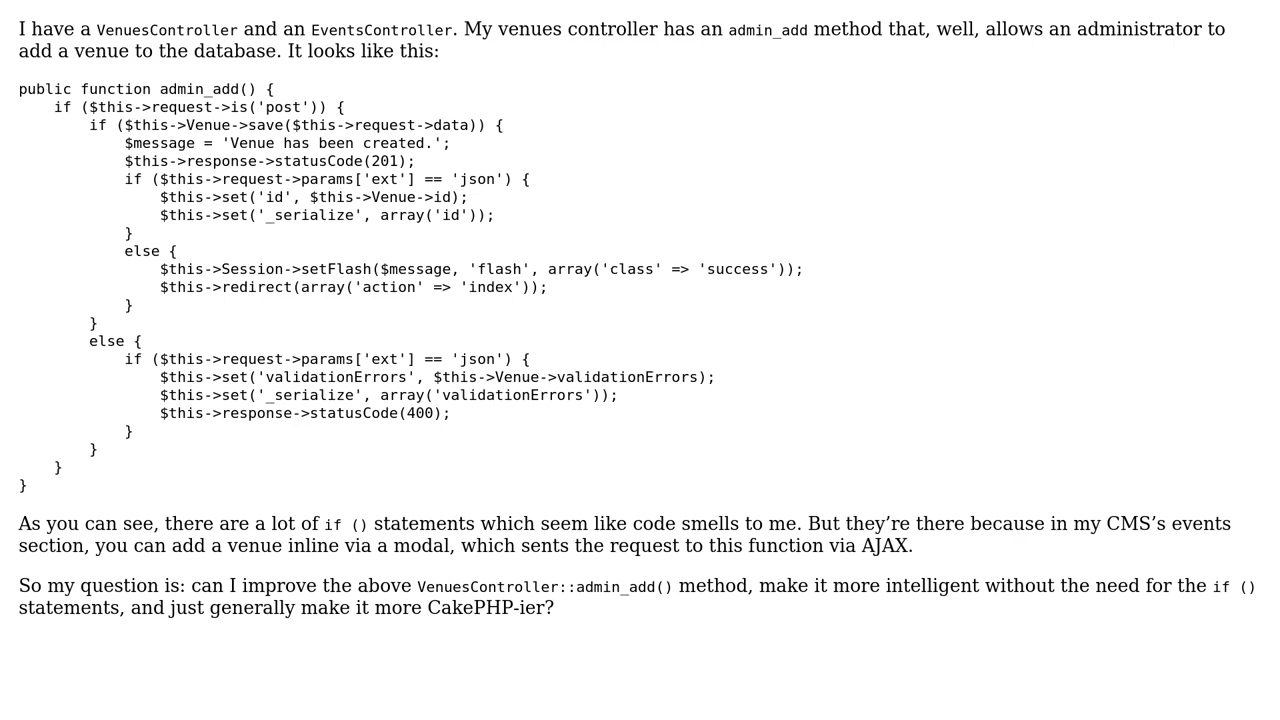 I have a VenuesController and an EventsController. My venues controller has an admin_add method that, well, allows an administrator to
add a venue to the database. It looks like this:
public function admin_add() {
    if ($this->request->is('post')) {
        if ($this->Venue->save($this->request->data)) {
            $message = 'Venue has been created.';
            $this->response->statusCode(201);
            if ($this->request->params['ext'] == 'json') {
                $this->set('id', $this->Venue->id);
                $this->set('_serialize', array('id'));
            }
            else {
                $this->Session->setFlash($message, 'flash', array('class' => 'success'));
                $this->redirect(array('action' => 'index'));
            }
        }
        else {
            if ($this->request->params['ext'] == 'json') {
                $this->set('validationErrors', $this->Venue->validationErrors);
                $this->set('_serialize', array('validationErrors'));
                $this->response->statusCode(400);
            }
        }
    }
}
As you can see, there are a lot of if () statements which seem like code smells to me. But they’re there because in my CMS’s events
section, you can add a venue inline via a modal, which sents the request to this function via AJAX.
So my question is: can I improve the above VenuesController::admin_add() method, make it more intelligent without the need for the if ()
statements, and just generally make it more CakePHP-ier?